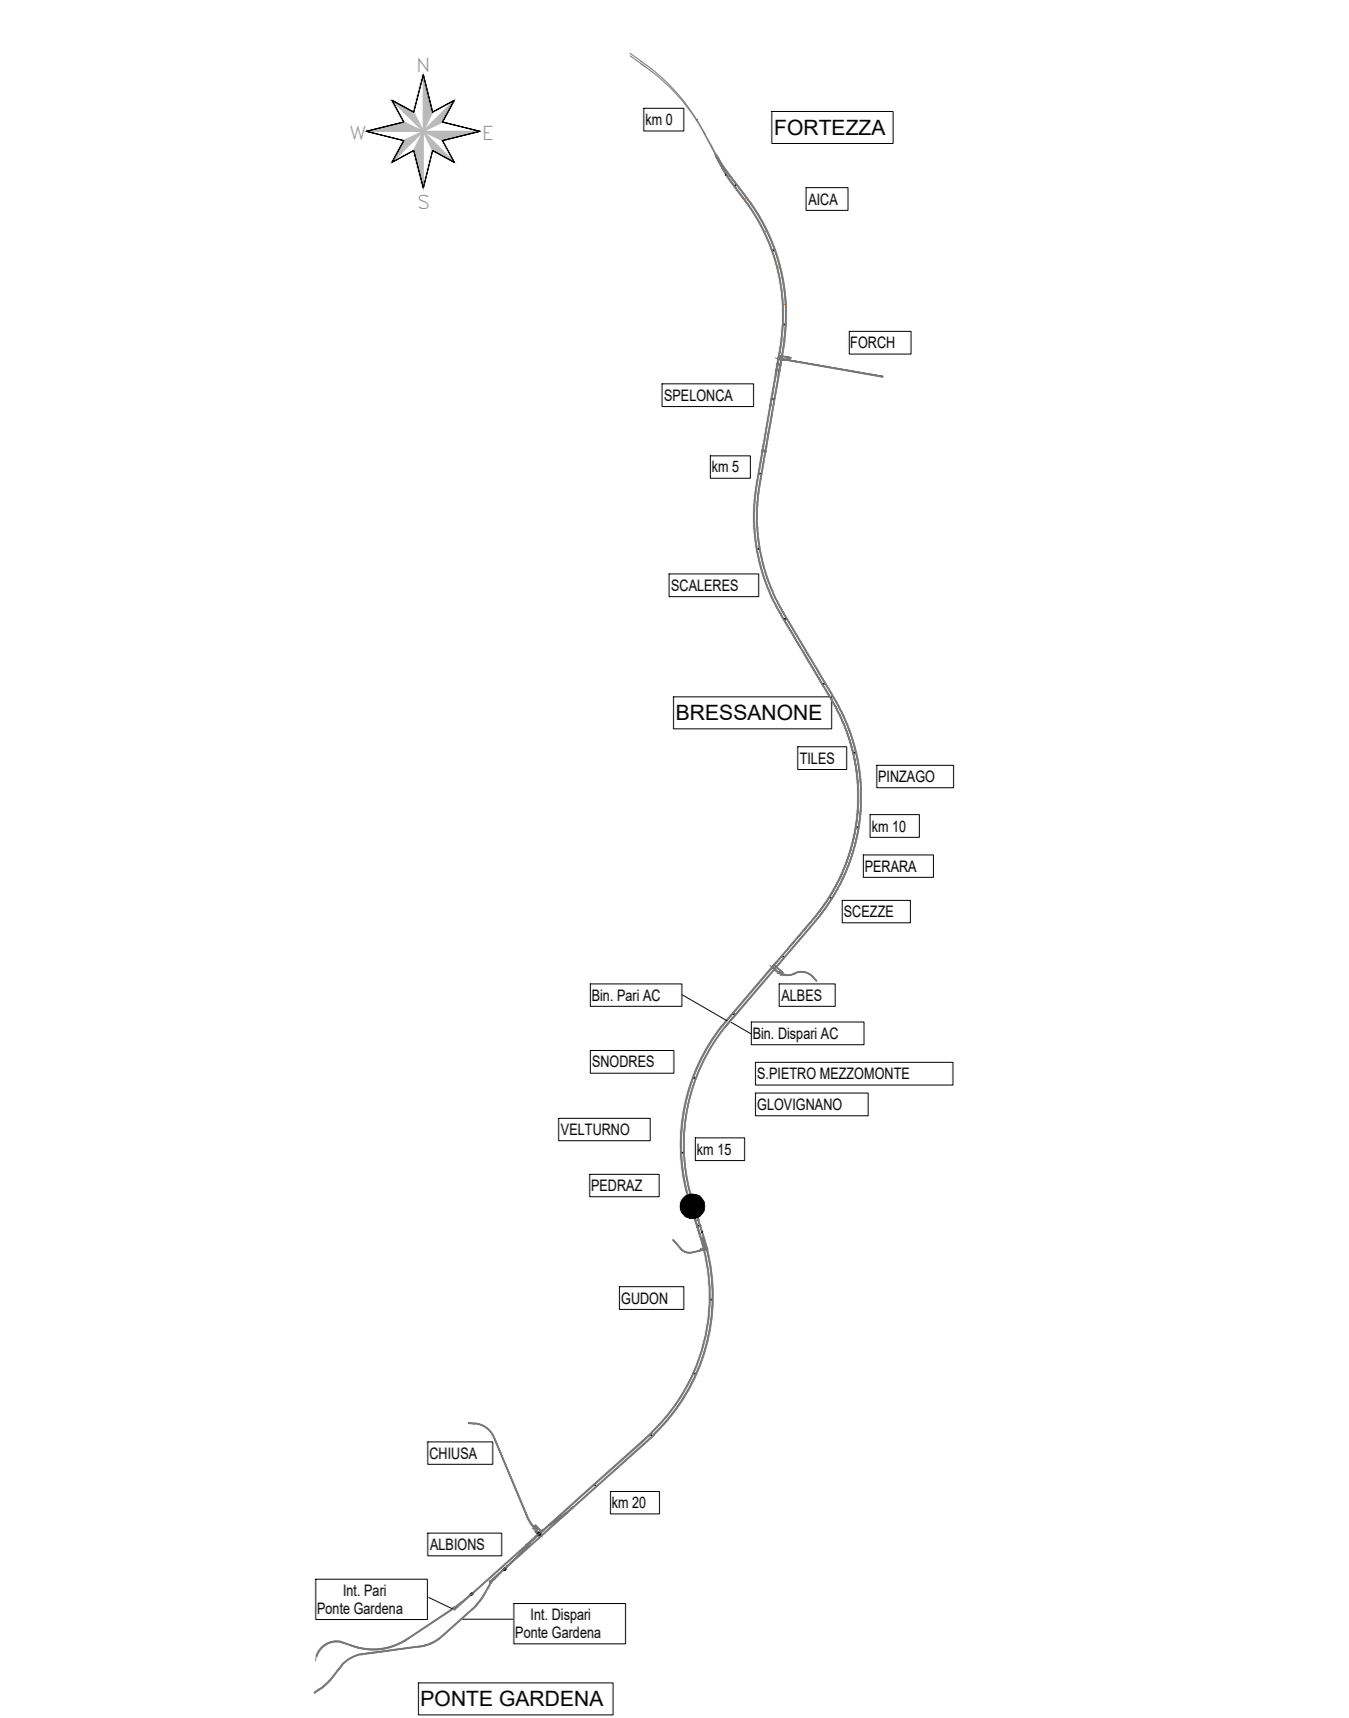 N
W
E
S
km 0
FORTEZZA
AICA
FORCH
SPELONCA
km 5
SCALERES
BRESSANONE
TILES
PINZAGO
km 10
PERARA
SCEZZE
Bin. Pari AC
ALBES
Bin. Dispari AC
SNODRES
S.PIETRO MEZZOMONTE
GLOVIGNANO
VELTURNO
km 15
PEDRAZ
GUDON
CHIUSA
km 20
ALBIONS
Int. Pari
Ponte Gardena
Int. Dispari
Ponte Gardena
PONTE GARDENA